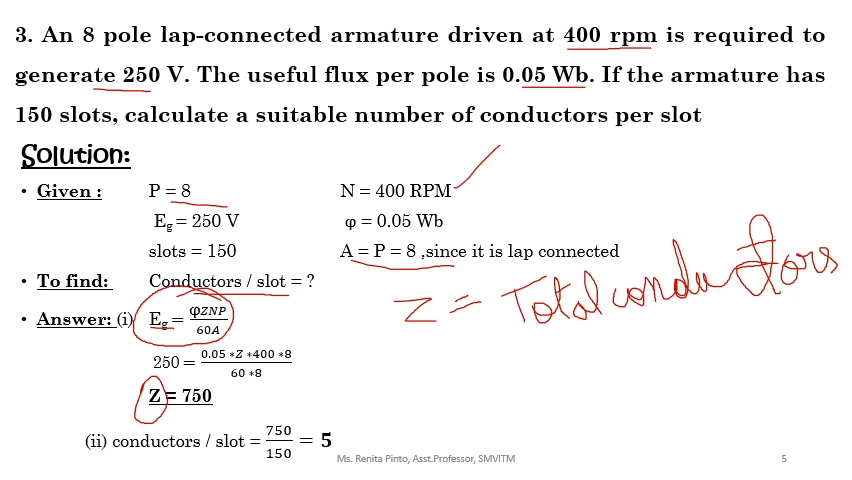 3. An 8 pole lap-connected armature driven at 400 rpm is required to
generate 250 V. The useful flux per pole is 0.05 Wb. If the armature has
150 slots, calculate a suitable number of conductors per slot
Solution:
• Given : P = 8 N = 400 RPM
Eg = 250 V φ = 0.05 Wb
slots = 150 A = P = 8 ,since it is lap connected
• To find: Conductors / slot = ?
Z = Total conductors
• Answer: (i) Eg = φZNP / 60A
250 = 0.05 *Z *400 *8 / 60 *8
Z = 750
(ii) conductors / slot = 750 / 150 = 5
Ms. Renita Pinto, Asst.Professor, SMVITM 5